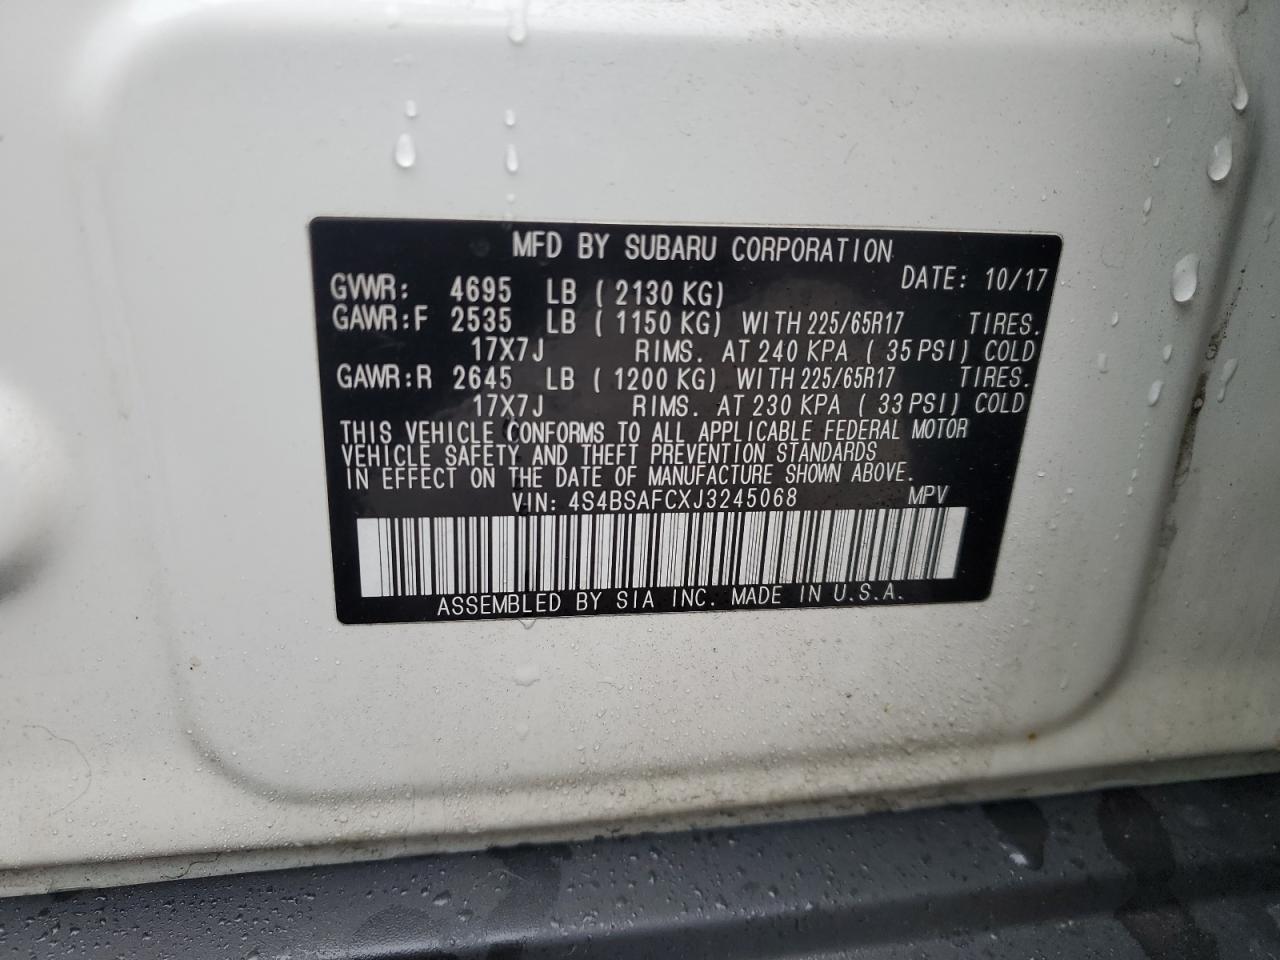 MFD BY SUBARU CORPORATION
DATE: 10/17
GVWR: 4695 LB (2130 KG)
GAWR:F 2535 LB (1150 KG) WITH 225/65R17 TIRES.
17X7J RIMS. AT 240 KPA (35 PSI) COLD
GAWR:R 2645 LB (1200 KG) WITH 225/65R17 TIRES.
17X7J RIMS. AT 230 KPA (33 PSI) COLD
THIS VEHICLE CONFORMS TO ALL APPLICABLE FEDERAL MOTOR
VEHICLE SAFETY AND THEFT PREVENTION STANDARDS
IN EFFECT ON THE DATE OF MANUFACTURE SHOWN ABOVE.
VIN: 4S4BSAFCXJ3245068 MPV
ASSEMBLED BY SIA INC. MADE IN U.S.A.